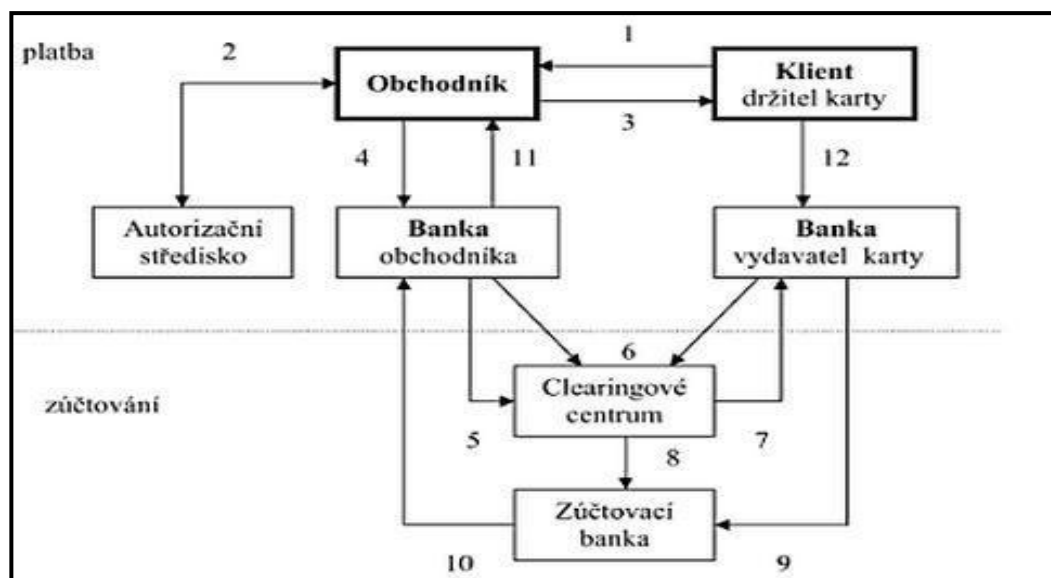 platba
2
1
Obchodník
Klient
držitel karty
3
4
11
12
Autorizační
středisko
Banka
obchodníka
Banka
vydavatel karty
6
Clearingové
centrum
zúčtování
5
7
8
Zúčtovací
banka
10
9